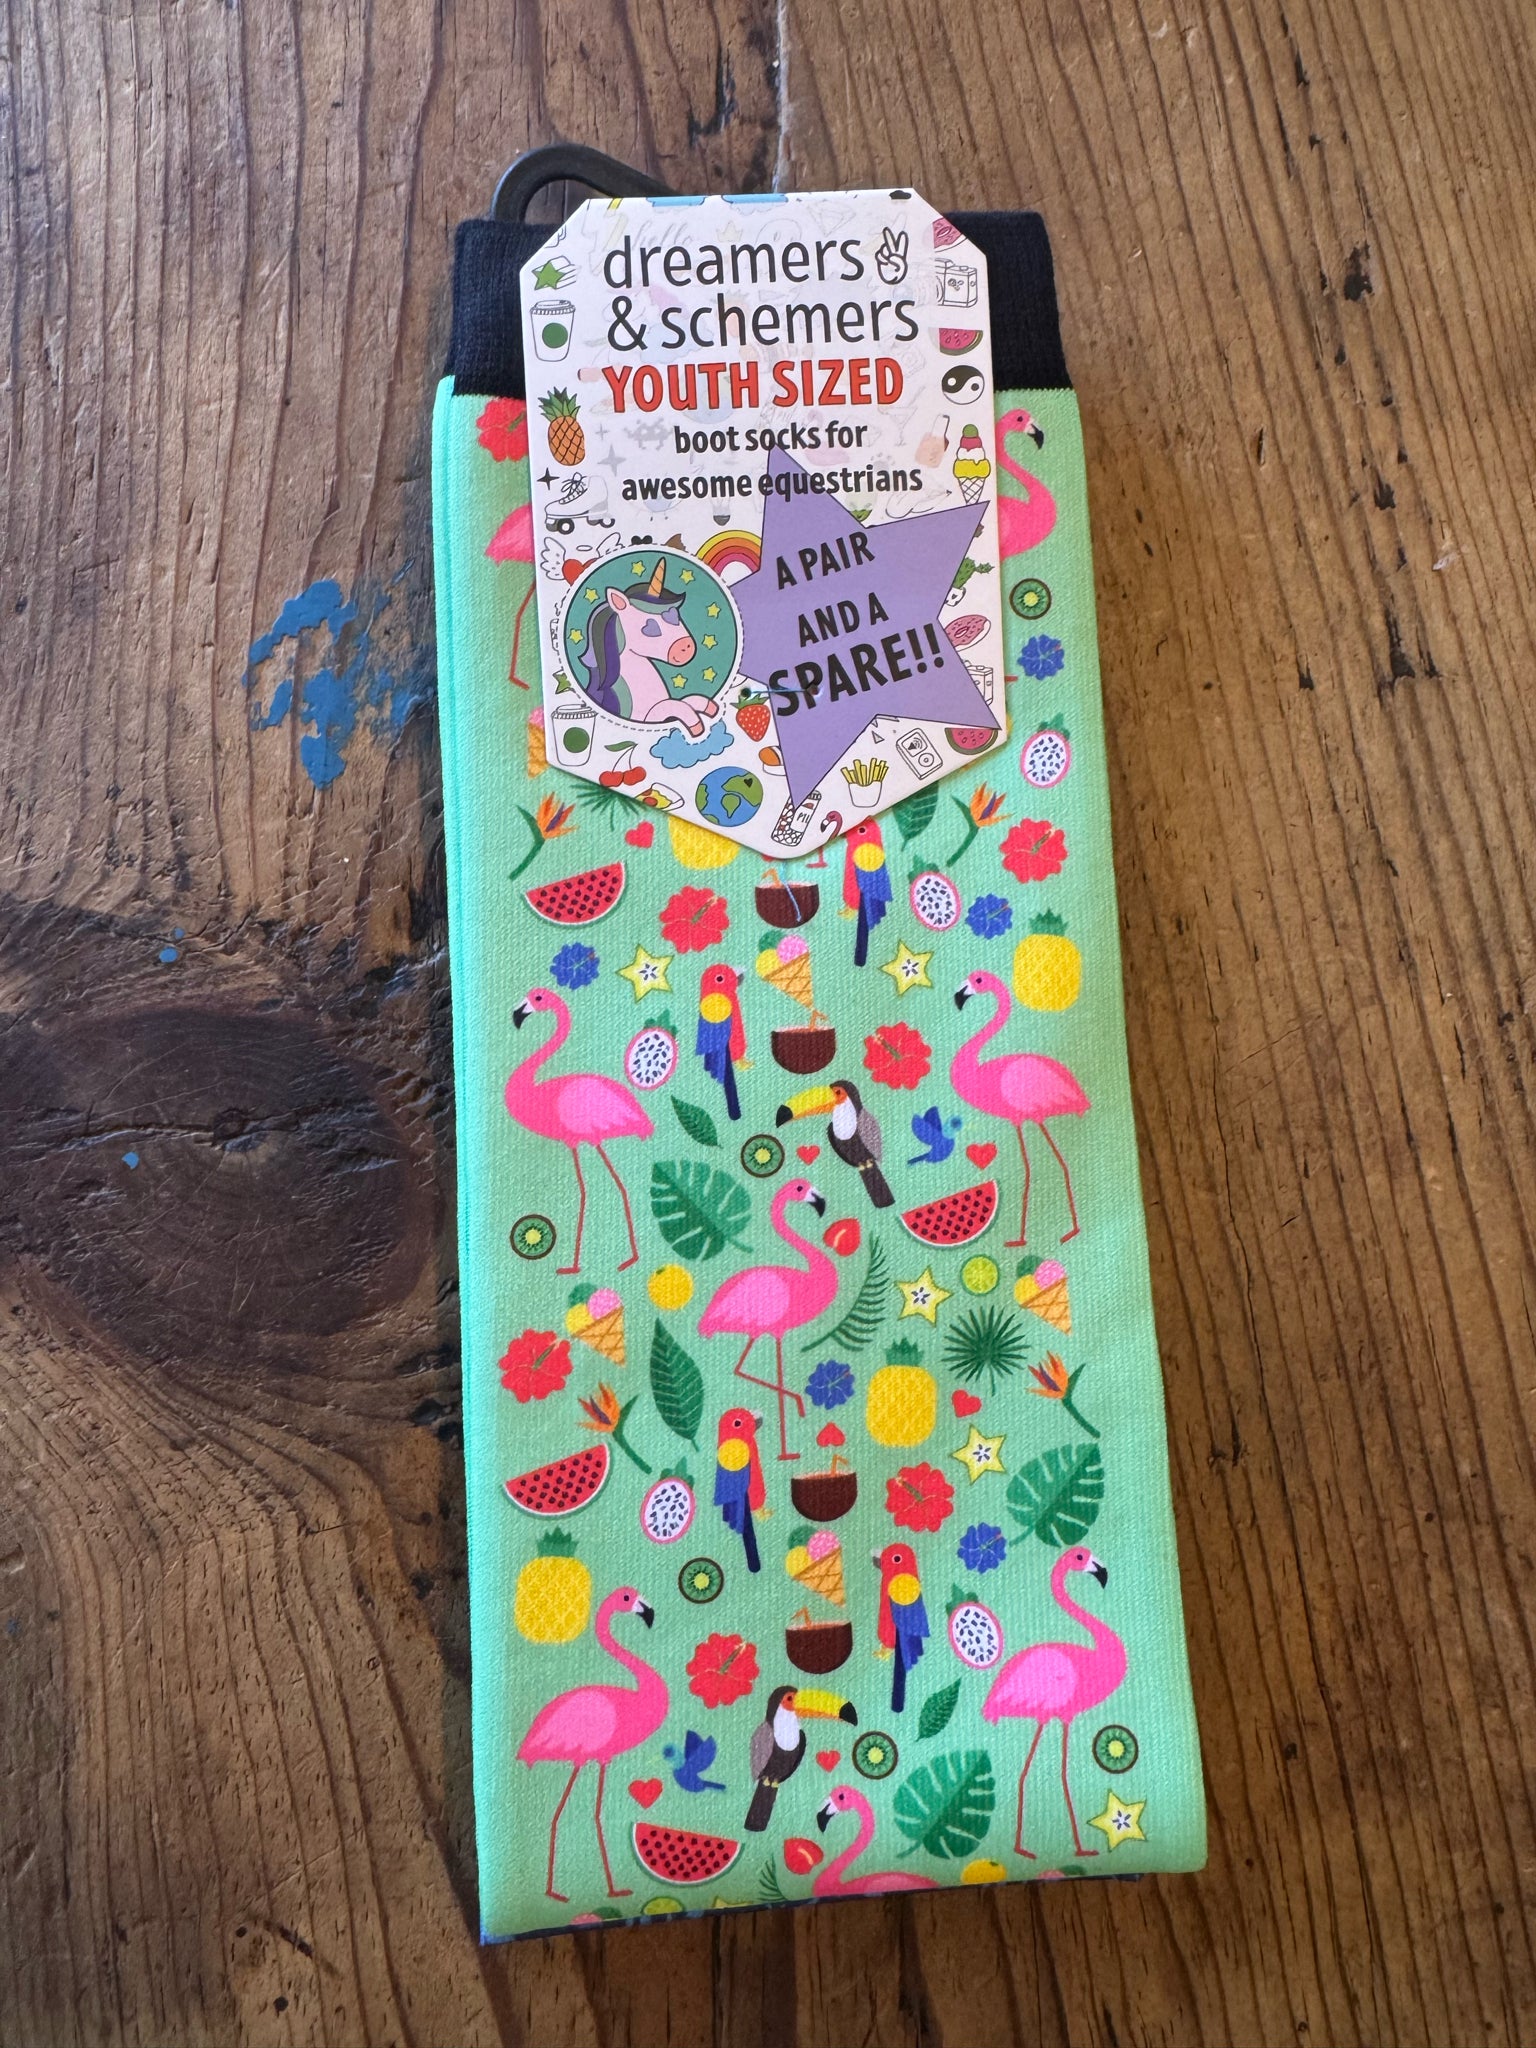 dreamers
& schemers
YOUTH SIZED
boot socks for
awesome equestrians
A PAIR
AND A
SPARE!!